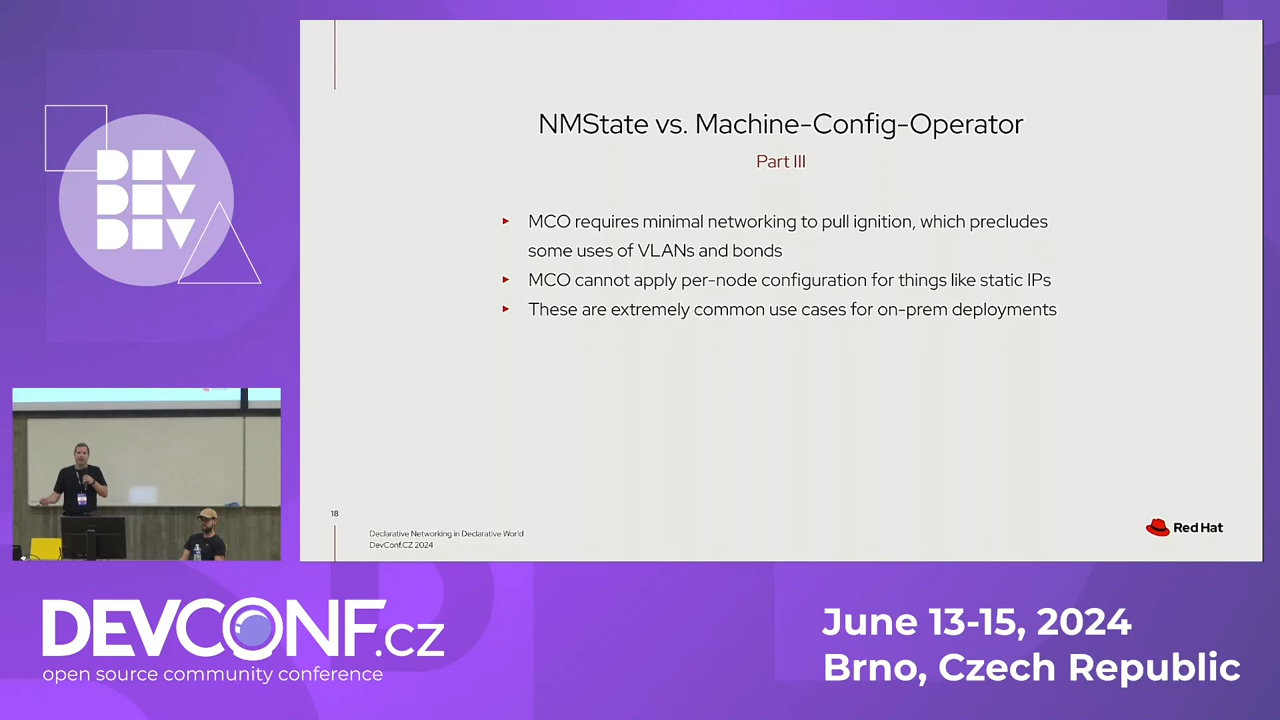 DEV
DEV
DEV
NMState vs. Machine-Config-Operator
Part III
MCO requires minimal networking to pull ignition, which precludes
some uses of VLANs and bonds
MCO cannot apply per-node configuration for things like static IPs
These are extremely common use cases for on-prem deployments
18
Declarative Networking in Declarative World
DevConf.CZ 2024
Red Hat
DEVCONF.cz
open source community conference
June 13-15, 2024
Brno, Czech Republic